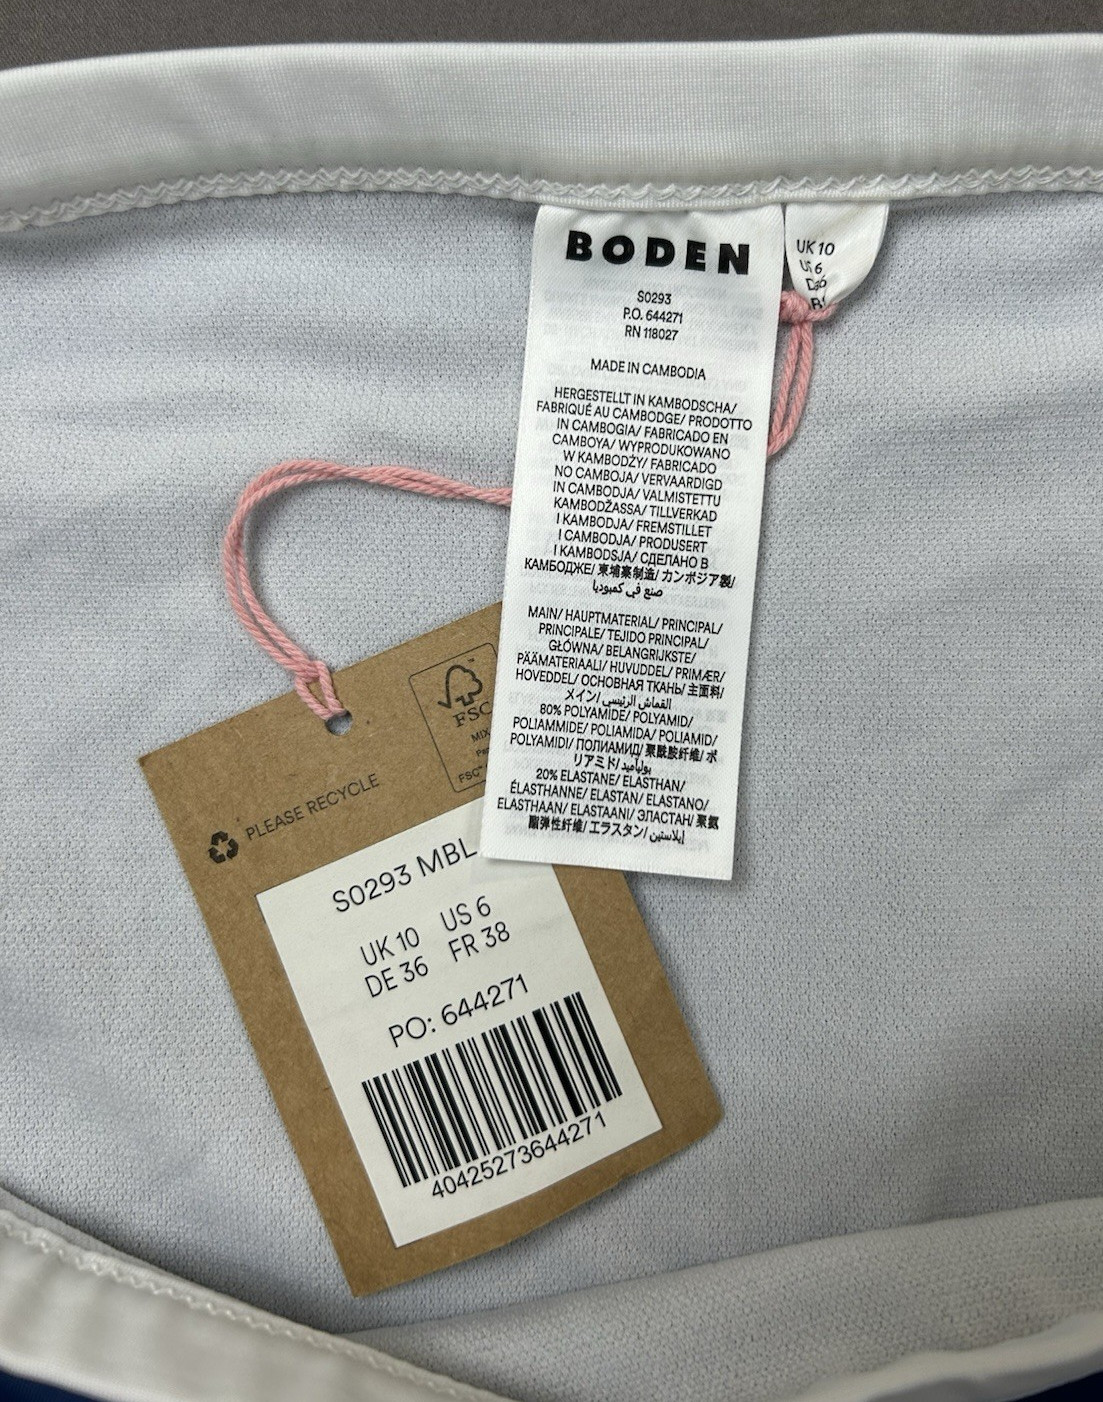 BODEN
S0293
P.O. 644271
RN 118027
MADE IN CAMBODIA
HERGESTELLT IN KAMBODSCHA/
FABRIQUÉ AU CAMBODGE/ PRODOTTO
IN CAMBOGIA/ FABRICADO EN
CAMBOYA/ WYPRODUKOWANO
W KAMBODŻY/ FABRICADO
NO CAMBOJA/ VERVAARDIGD
IN CAMBODJA/ VALMISTETTU
KAMBODŽASSA/ TILLVERKAD
I KAMBODJA/ FREMSTILLET
I CAMBODJA/ PRODUSERT
I KAMBODSJA/ СДЕЛАНО В
КАМБОДЖЕ/ 柬埔寨制造/ カンボジア製/
صنع في كمبوديا
MAIN/ HAUPTMATERIAL/ PRINCIPAL/
PRINCIPALE/ TEJIDO PRINCIPAL/
GŁÓWNA/ BELANGRIJKSTE/
PÄÄMATERIAALI/ HUVUDDEL/ PRIMÆR/
HOVEDDEL/ ОСНОВНАЯ ТКАНЬ/ 主面料/
メイン/ القماش الرئيسي
80% POLYAMIDE/ POLYAMID/
POLIAMMIDE/ POLIAMIDA/ POLIAMID/
POLYAMIDI/ ПОЛИАМИД/ 聚酰胺纤维/ ポ
リアミド/ بولياميد
20% ELASTANE/ ELASTHAN/
ÉLASTHANNE/ ELASTAN/ ELASTANO/
ELASTHAAN/ ELASTAANI/ ЭЛАСТАН/ 聚氨
酯弹性纤维/ エラスタン/ إيلاستين
UK 10
US 6
FSC
MIX
FSC™
PLEASE RECYCLE
S0293 MBL
UK 10 US 6
DE 36 FR 38
PO: 644271
40425273644271